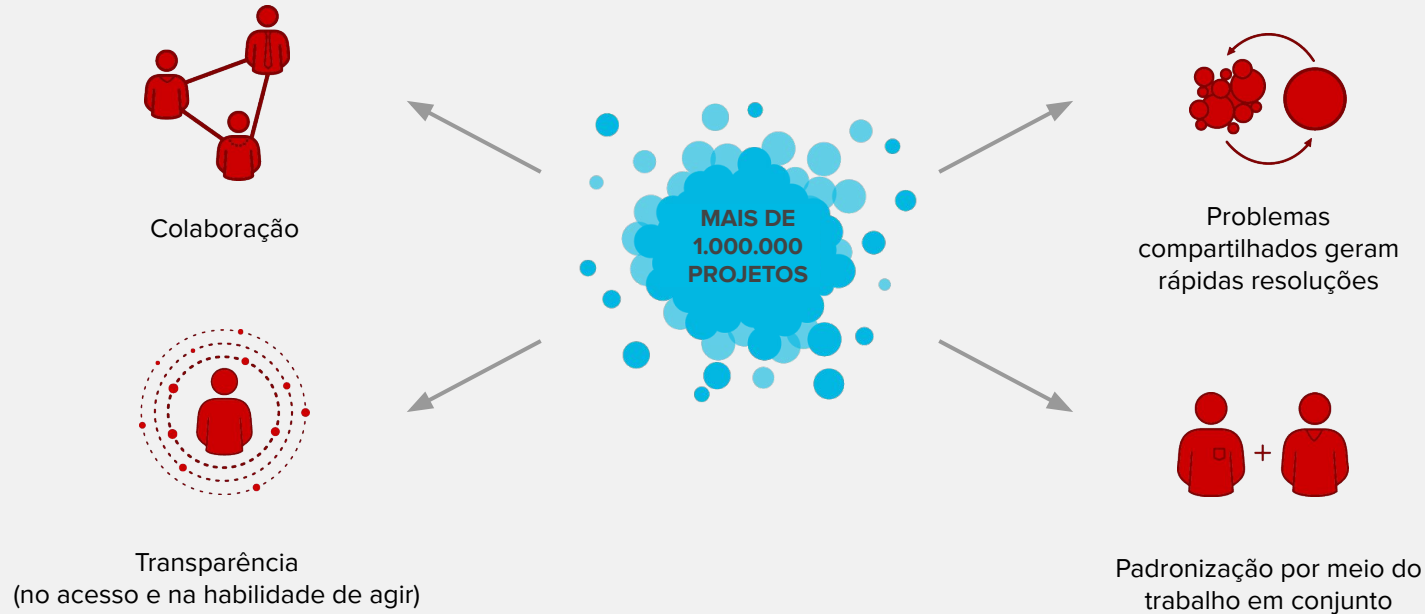 Colaboração
MAIS DE
1.000.000
PROJETOS
Problemas
compartilhados geram
rápidas resoluções
Transparência
(no acesso e na habilidade de agir)
Padronização por meio do
trabalho em conjunto